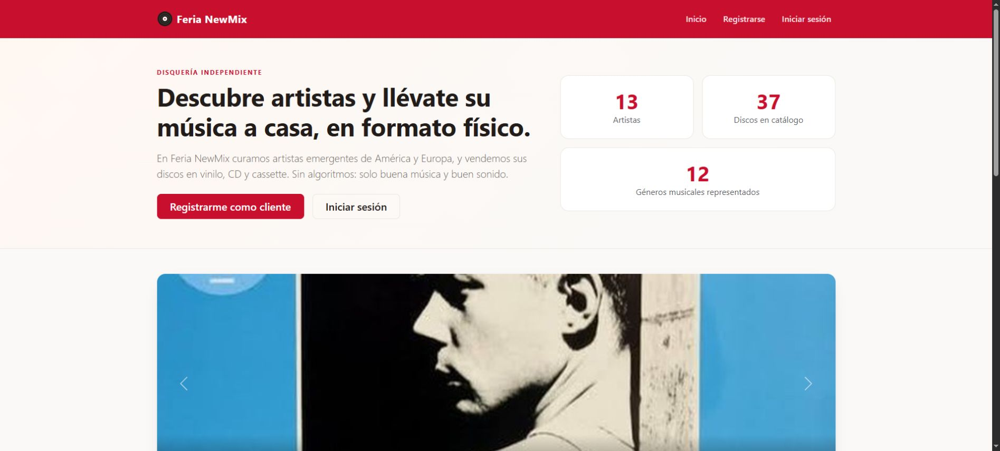 Feria NewMix
Inicio
Registrarse
Iniciar sesión
DISQUERÍA INDEPENDIENTE
Descubre artistas y llévate su
música a casa, en formato físico.
En Feria NewMix curamos artistas emergentes de América y Europa, y vendemos sus
discos en vinilo, CD y cassette. Sin algoritmos: solo buena música y buen sonido.
Registrarme como cliente
Iniciar sesión
13
Artistas
37
Discos en catálogo
12
Géneros musicales representados